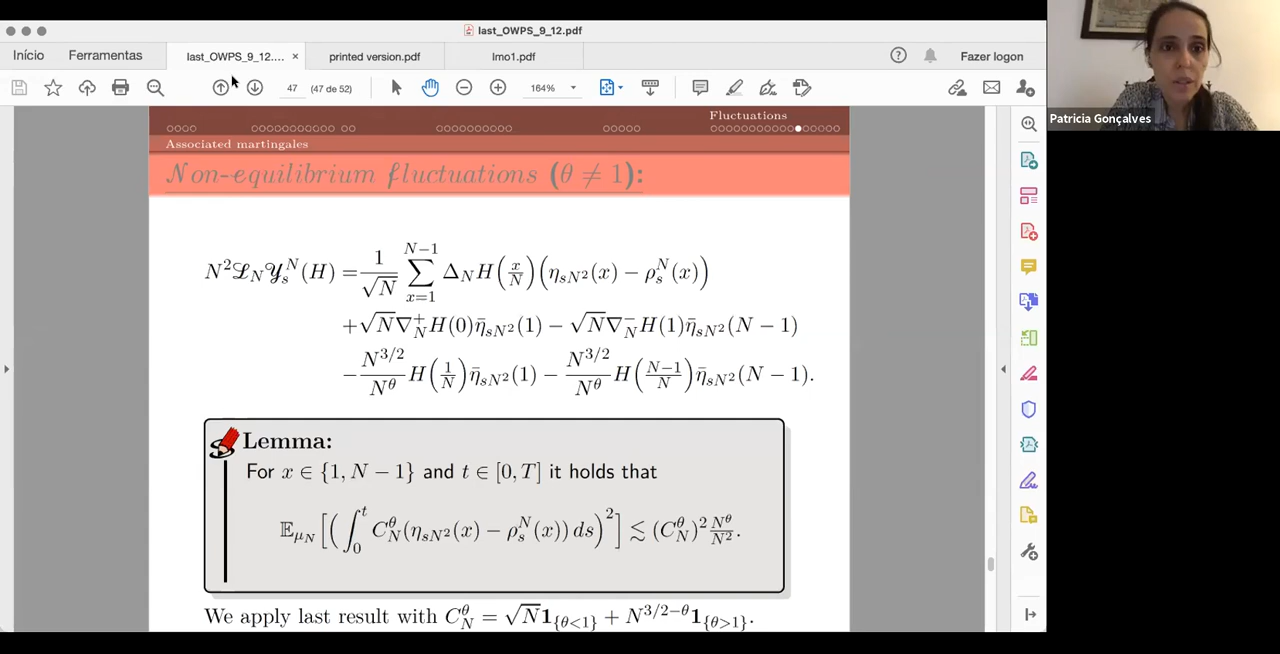 last_OWPS_9_12.pdf
Início Ferramentas last_OWPS_9_12.... × printed version.pdf lmo1.pdf Fazer logon
47 (47 de 52) 164%
Patricia Gonçalves
Fluctuations
Associated martingales
Non-equilibrium fluctuations (θ ≠ 1):
N²ℒ_N 𝒴_s^N(H) = 1/√N ∑_{x=1}^{N−1} Δ_N H(x/N)(η_{sN²}(x) − ρ_s^N(x))
+√N∇_N^+ H(0)η̄_{sN²}(1) − √N∇_N^− H(1)η̄_{sN²}(N − 1)
−N^{3/2}/N^θ H(1/N)η̄_{sN²}(1) − N^{3/2}/N^θ H((N−1)/N)η̄_{sN²}(N − 1).
Lemma:
For x ∈ {1, N − 1} and t ∈ [0, T] it holds that
𝔼_{μ_N}[(∫_0^t C_N^θ(η_{sN²}(x) − ρ_s^N(x)) ds)²] ≲ (C_N^θ)² N^θ/N².
We apply last result with C_N^θ = √N 1_{θ<1} + N^{3/2−θ} 1_{θ>1}.